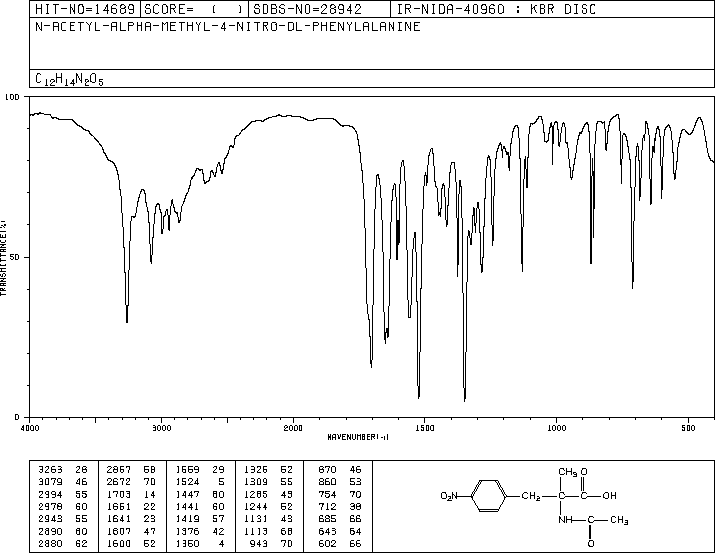 HIT-NO=14689 SCORE= ( ) SDBS-NO=28942 IR-NIDA-40960 : KBR DISC
N-ACETYL-ALPHA-METHYL-4-NITRO-DL-PHENYLALANINE
C12H14N2O5
100
50
0
TRANSMITTANCE(%)
4000 3000 2000 1500 1000 500
WAVENUMBER(-1)
3263 28 2867 58 1669 29 1326 52 870 46
3079 46 2672 70 1524 5 1309 55 860 53
2994 55 1703 14 1447 60 1285 43 754 70
2978 60 1651 22 1441 60 1244 52 712 38
2943 55 1641 23 1419 57 1131 43 685 66
2890 60 1607 47 1376 42 1113 68 643 64
2880 62 1600 52 1350 4 943 70 602 66
CH3 O
O2N CH2 C C OH
NH C CH3
O